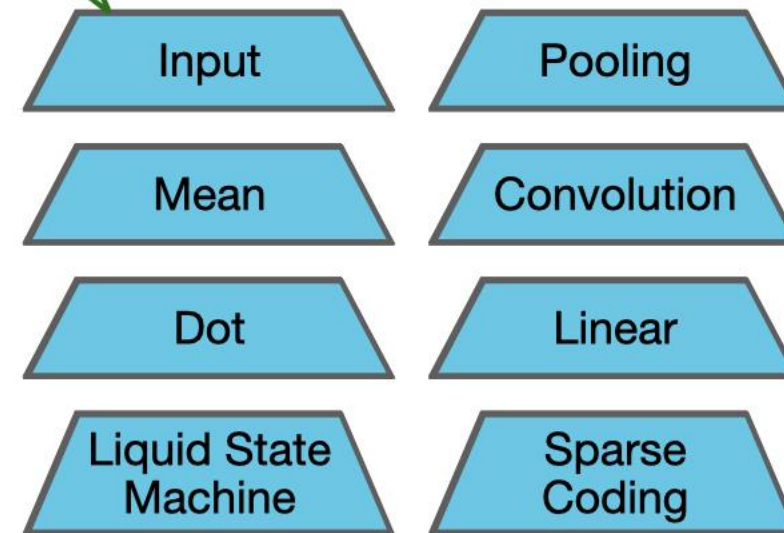 Input
Pooling
Mean
Convolution
Dot
Linear
Liquid State
Machine
Sparse
Coding